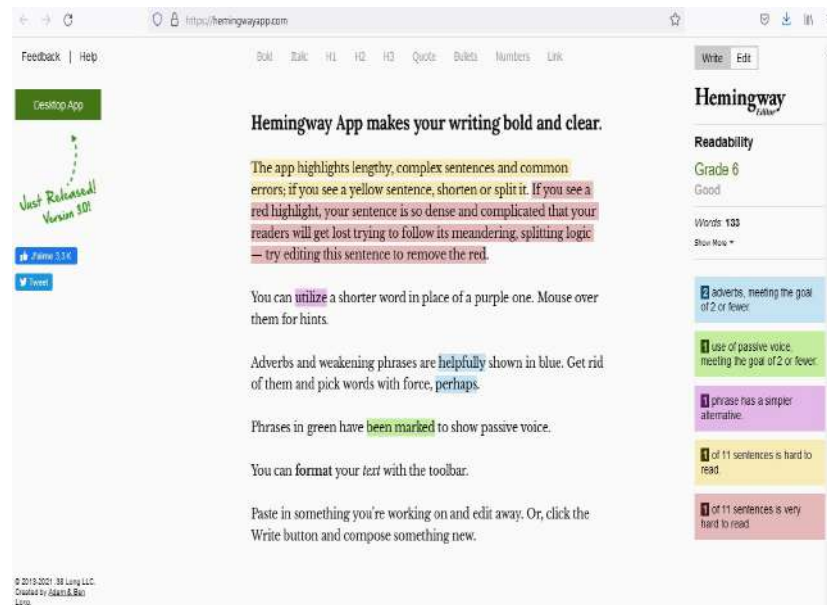 https://hemingwayapp.com
Feedback | Help
Bold Italic H1 H2 H3 Quote Bullets Numbers Link
Write Edit
Desktop App
Just Released!
Version 3.0!
J'aime 3,3 K
Tweet
Hemingway App makes your writing bold and clear.
The app highlights lengthy, complex sentences and common
errors; if you see a yellow sentence, shorten or split it. If you see a
red highlight, your sentence is so dense and complicated that your
readers will get lost trying to follow its meandering, splitting logic
— try editing this sentence to remove the red.
You can utilize a shorter word in place of a purple one. Mouse over
them for hints.
Adverbs and weakening phrases are helpfully shown in blue. Get rid
of them and pick words with force, perhaps.
Phrases in green have been marked to show passive voice.
You can format your text with the toolbar.
Paste in something you're working on and edit away. Or, click the
Write button and compose something new.
Hemingway
Editor
Readability
Grade 6
Good
Words: 133
Show More
2 adverbs, meeting the goal
of 2 or fewer.
1 use of passive voice,
meeting the goal of 2 or fewer.
1 phrase has a simpler
alternative.
1 of 11 sentences is hard to
read.
1 of 11 sentences is very
hard to read.
© 2013-2021 .38 Long LLC.
Created by Adam & Ben
Long.